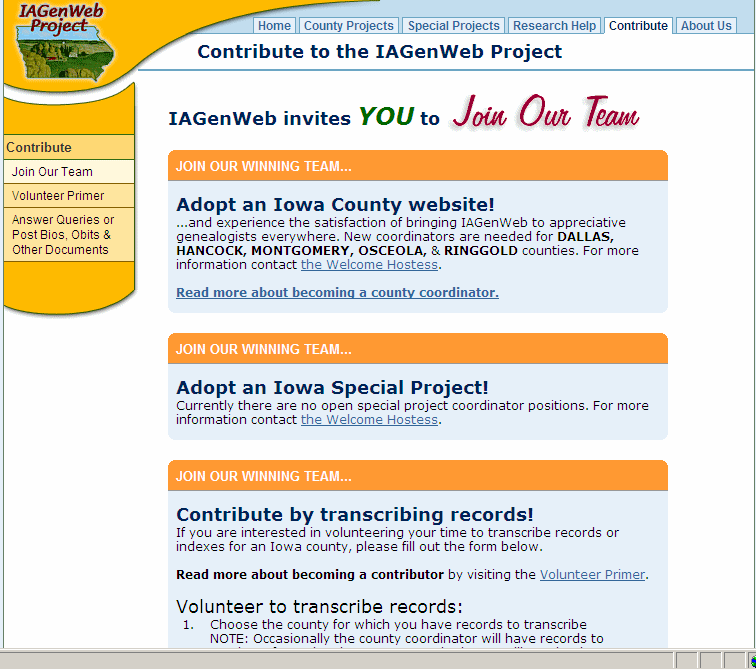 IAGenWeb
Project
Home
County Projects
Special Projects
Research Help
Contribute
About Us
Contribute to the IAGenWeb Project
IAGenWeb invites YOU to Join Our Team
Contribute
Join Our Team
Volunteer Primer
Answer Queries or
Post Bios, Obits &
Other Documents
JOIN OUR WINNING TEAM...
Adopt an Iowa County website!
...and experience the satisfaction of bringing IAGenWeb to appreciative
genealogists everywhere. New coordinators are needed for DALLAS,
HANCOCK, MONTGOMERY, OSCEOLA, & RINGGOLD counties. For more
information contact the Welcome Hostess.
Read more about becoming a county coordinator.
JOIN OUR WINNING TEAM...
Adopt an Iowa Special Project!
Currently there are no open special project coordinator positions. For more
information contact the Welcome Hostess.
JOIN OUR WINNING TEAM...
Contribute by transcribing records!
If you are interested in volunteering your time to transcribe records or
indexes for an Iowa county, please fill out the form below.
Read more about becoming a contributor by visiting the Volunteer Primer.
Volunteer to transcribe records:
1. Choose the county for which you have records to transcribe
NOTE: Occasionally the county coordinator will have records to